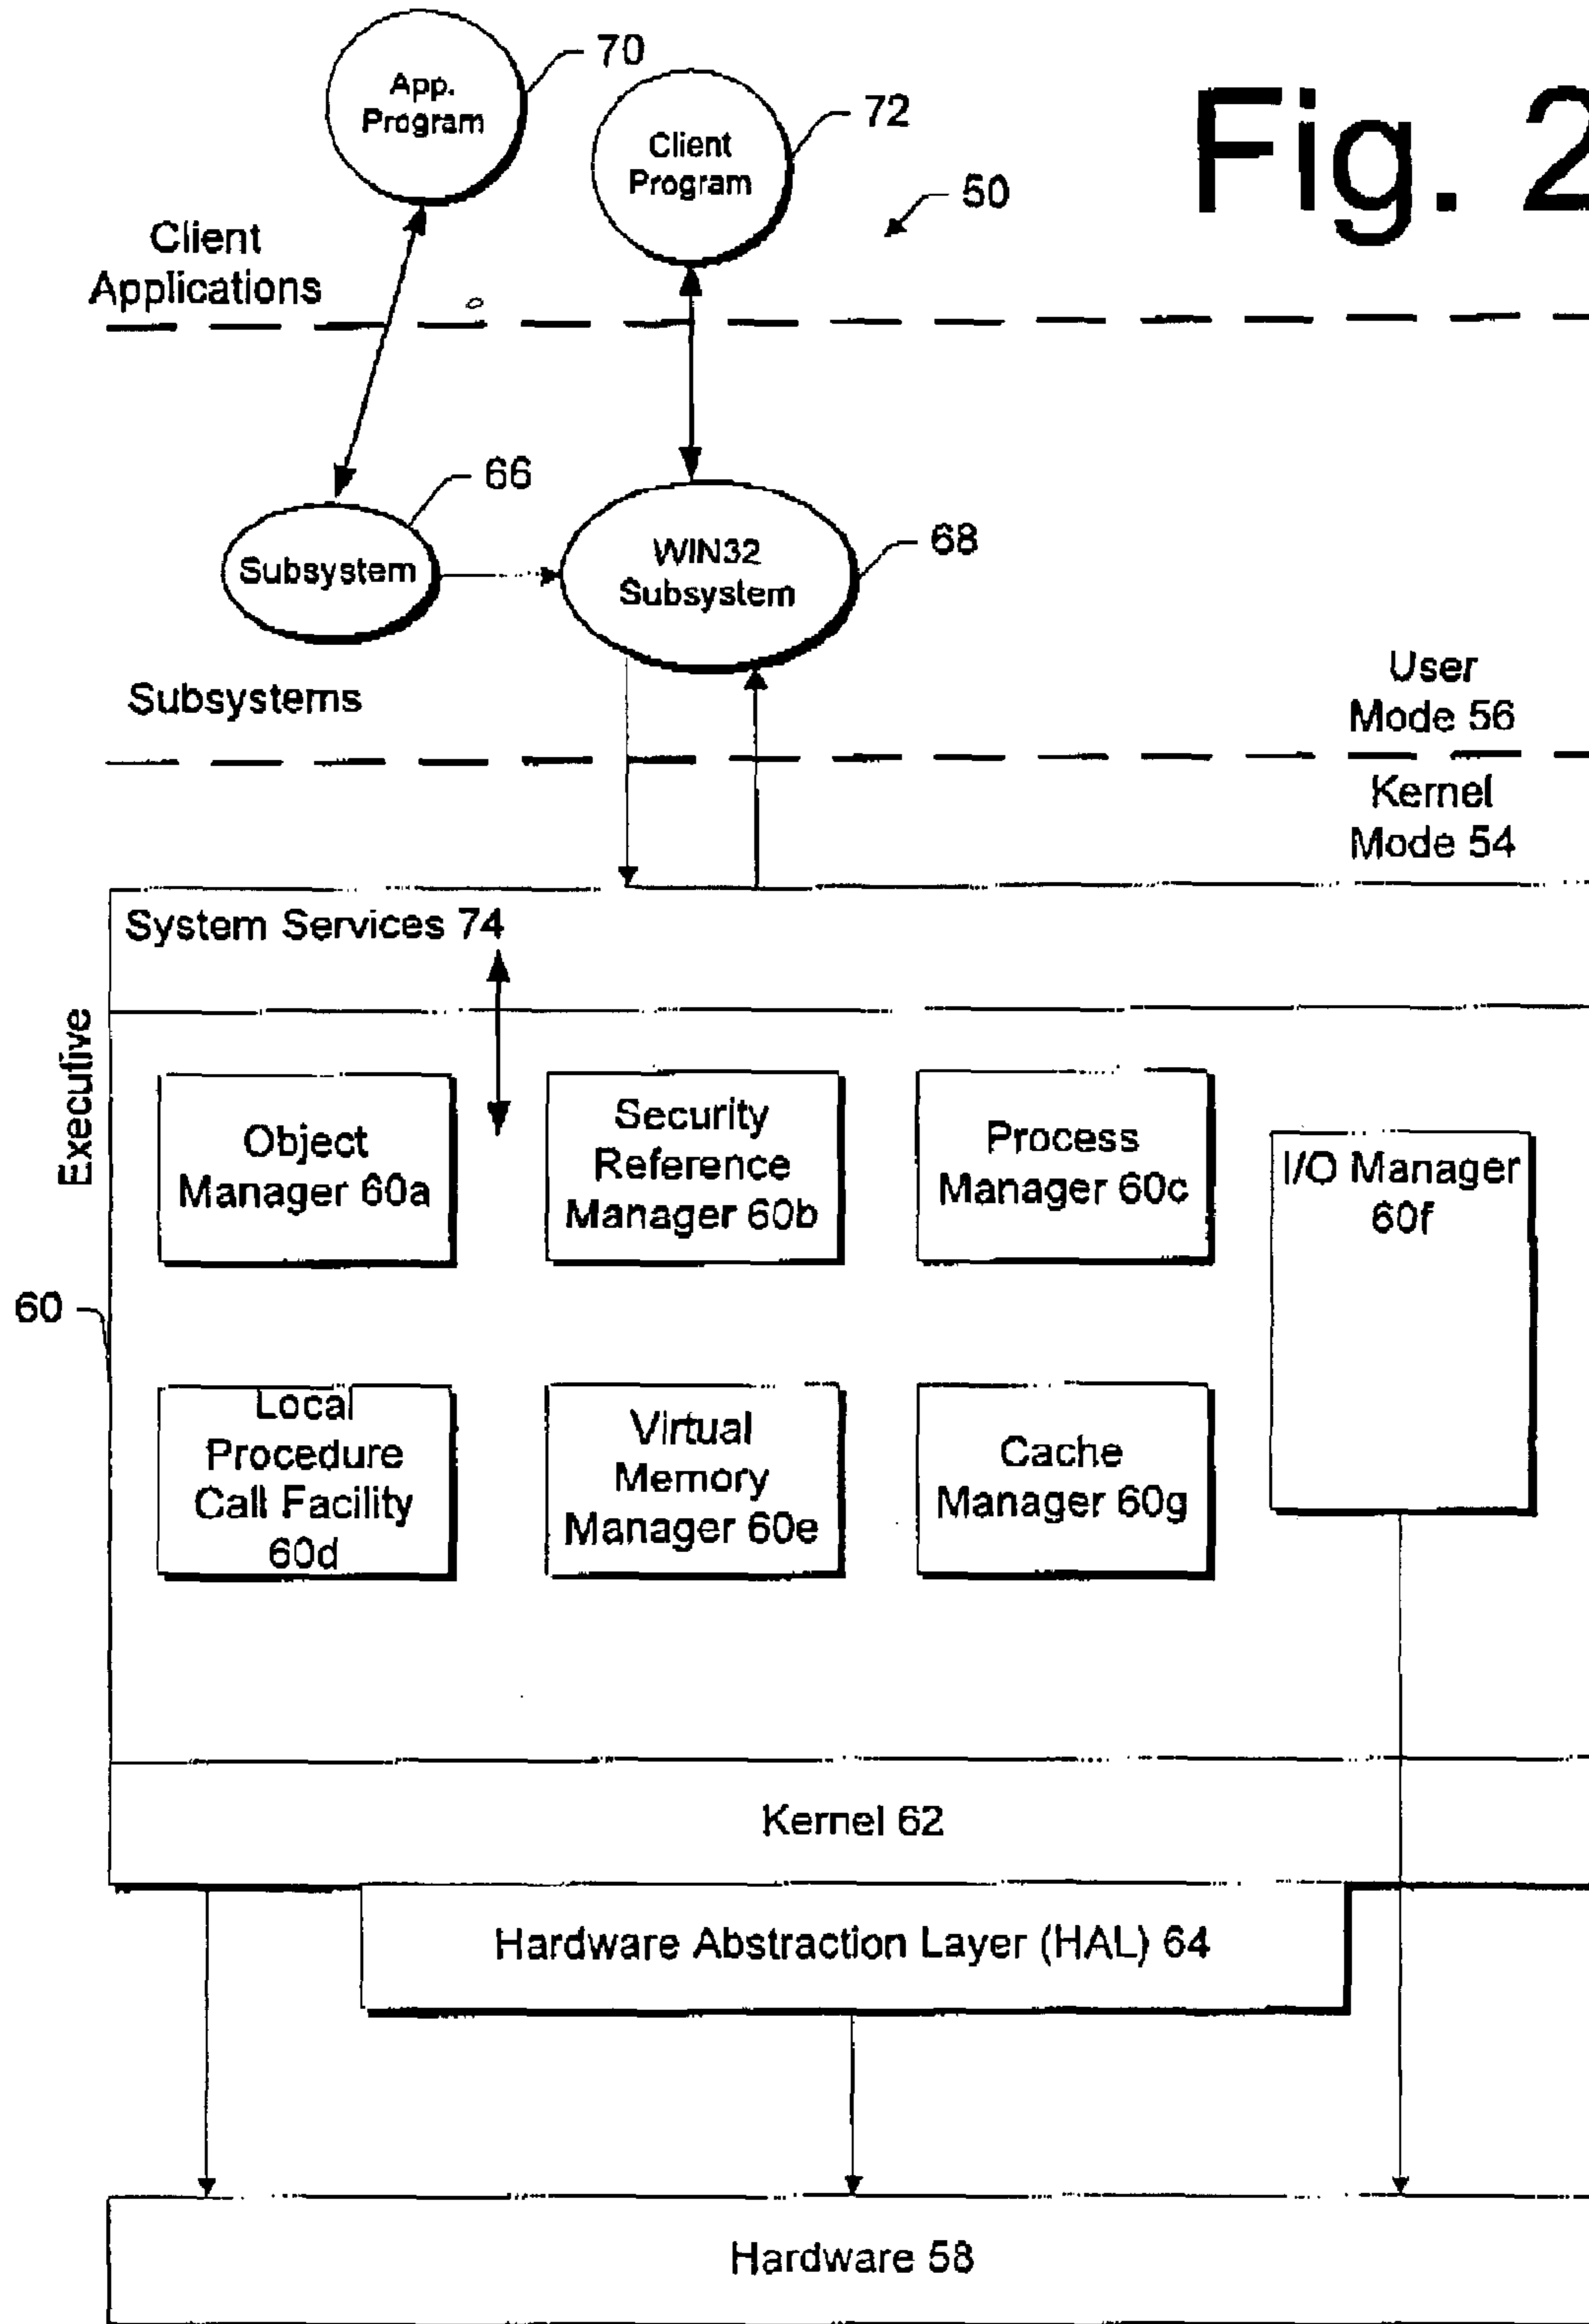 70
App.
Program
72
Client
Program
Fig. 2
50
Client
Applications
66
68
Subsystem
WIN32
Subsystem
User
Mode 56
Subsystems
Kernel
Mode 54
System Services 74
Executive
Object
Manager 60a
Security
Reference
Manager 60b
Process
Manager 60c
I/O Manager
60f
60
Local
Procedure
Call Facility
60d
Virtual
Memory
Manager 60e
Cache
Manager 60g
Kernel 62
Hardware Abstraction Layer (HAL) 64
Hardware 58